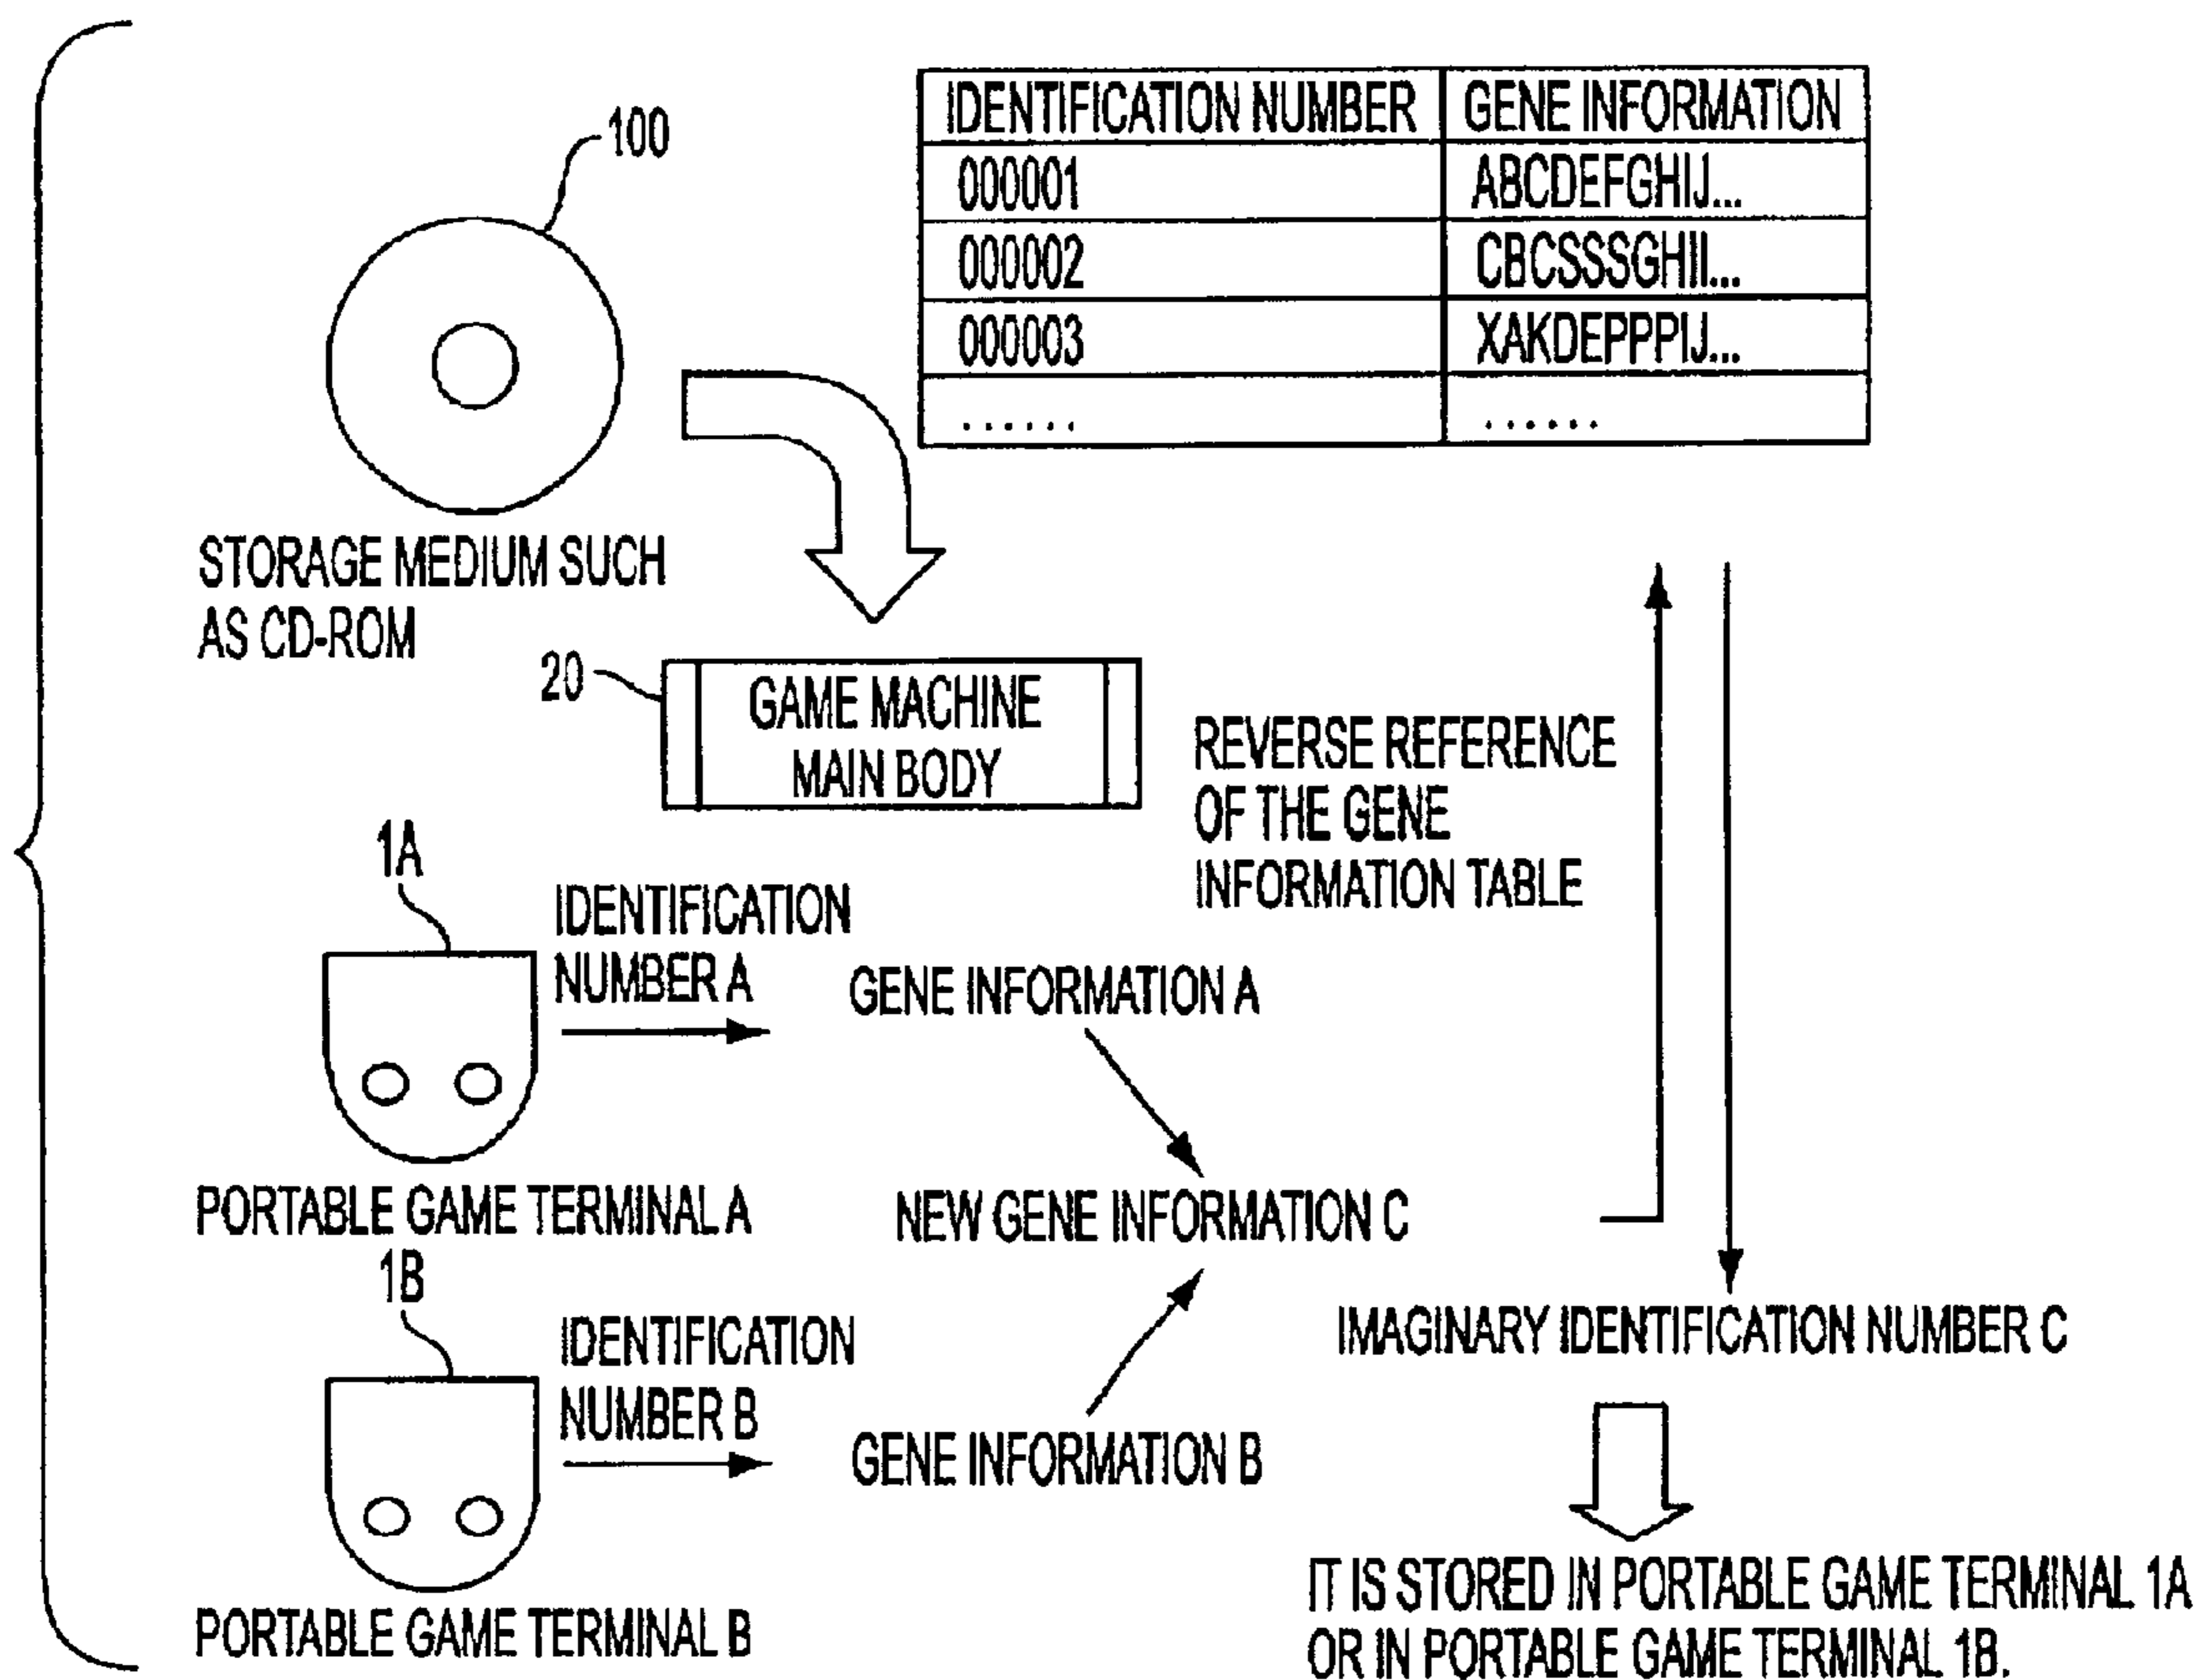 100
IDENTIFICATION NUMBER GENE INFORMATION
000001 ABCDEFGHIJ...
000002 CBCSSSGHII...
000003 XAKDEPPPIJ...
...... ......
STORAGE MEDIUM SUCH
AS CD-ROM
20
GAME MACHINE
MAIN BODY
REVERSE REFERENCE
OF THE GENE
INFORMATION TABLE
1A
IDENTIFICATION
NUMBER A
GENE INFORMATION A
PORTABLE GAME TERMINAL A
NEW GENE INFORMATION C
1B
IDENTIFICATION
NUMBER B
GENE INFORMATION B
PORTABLE GAME TERMINAL B
IMAGINARY IDENTIFICATION NUMBER C
IT IS STORED IN PORTABLE GAME TERMINAL 1A
OR IN PORTABLE GAME TERMINAL 1B.